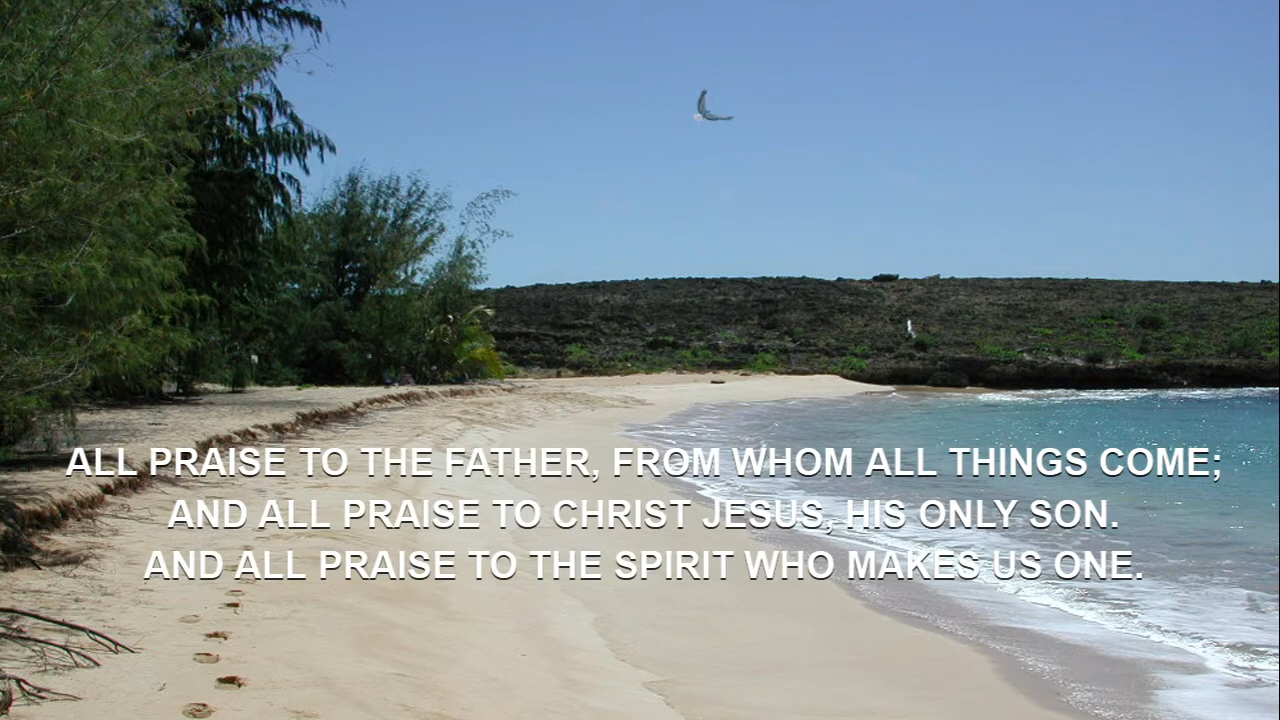 ALL PRAISE TO THE FATHER, FROM WHOM ALL THINGS COME;
AND ALL PRAISE TO CHRIST JESUS, HIS ONLY SON.
AND ALL PRAISE TO THE SPIRIT WHO MAKES US ONE.